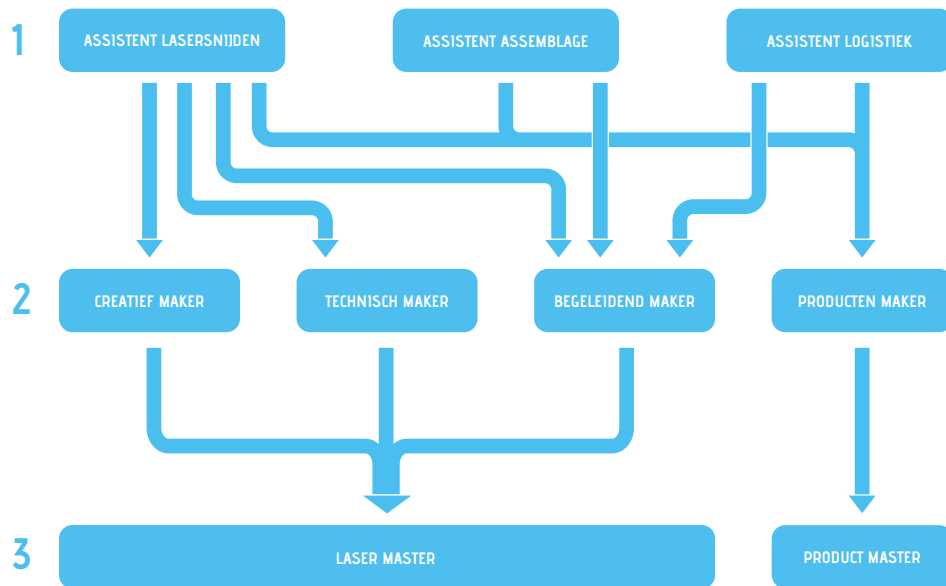 1
ASSISTENT LASERSNIJDEN
ASSISTENT ASSEMBLAGE
ASSISTENT LOGISTIEK
2
CREATIEF MAKER
TECHNISCH MAKER
BEGELEIDEND MAKER
PRODUCTEN MAKER
3
LASER MASTER
PRODUCT MASTER